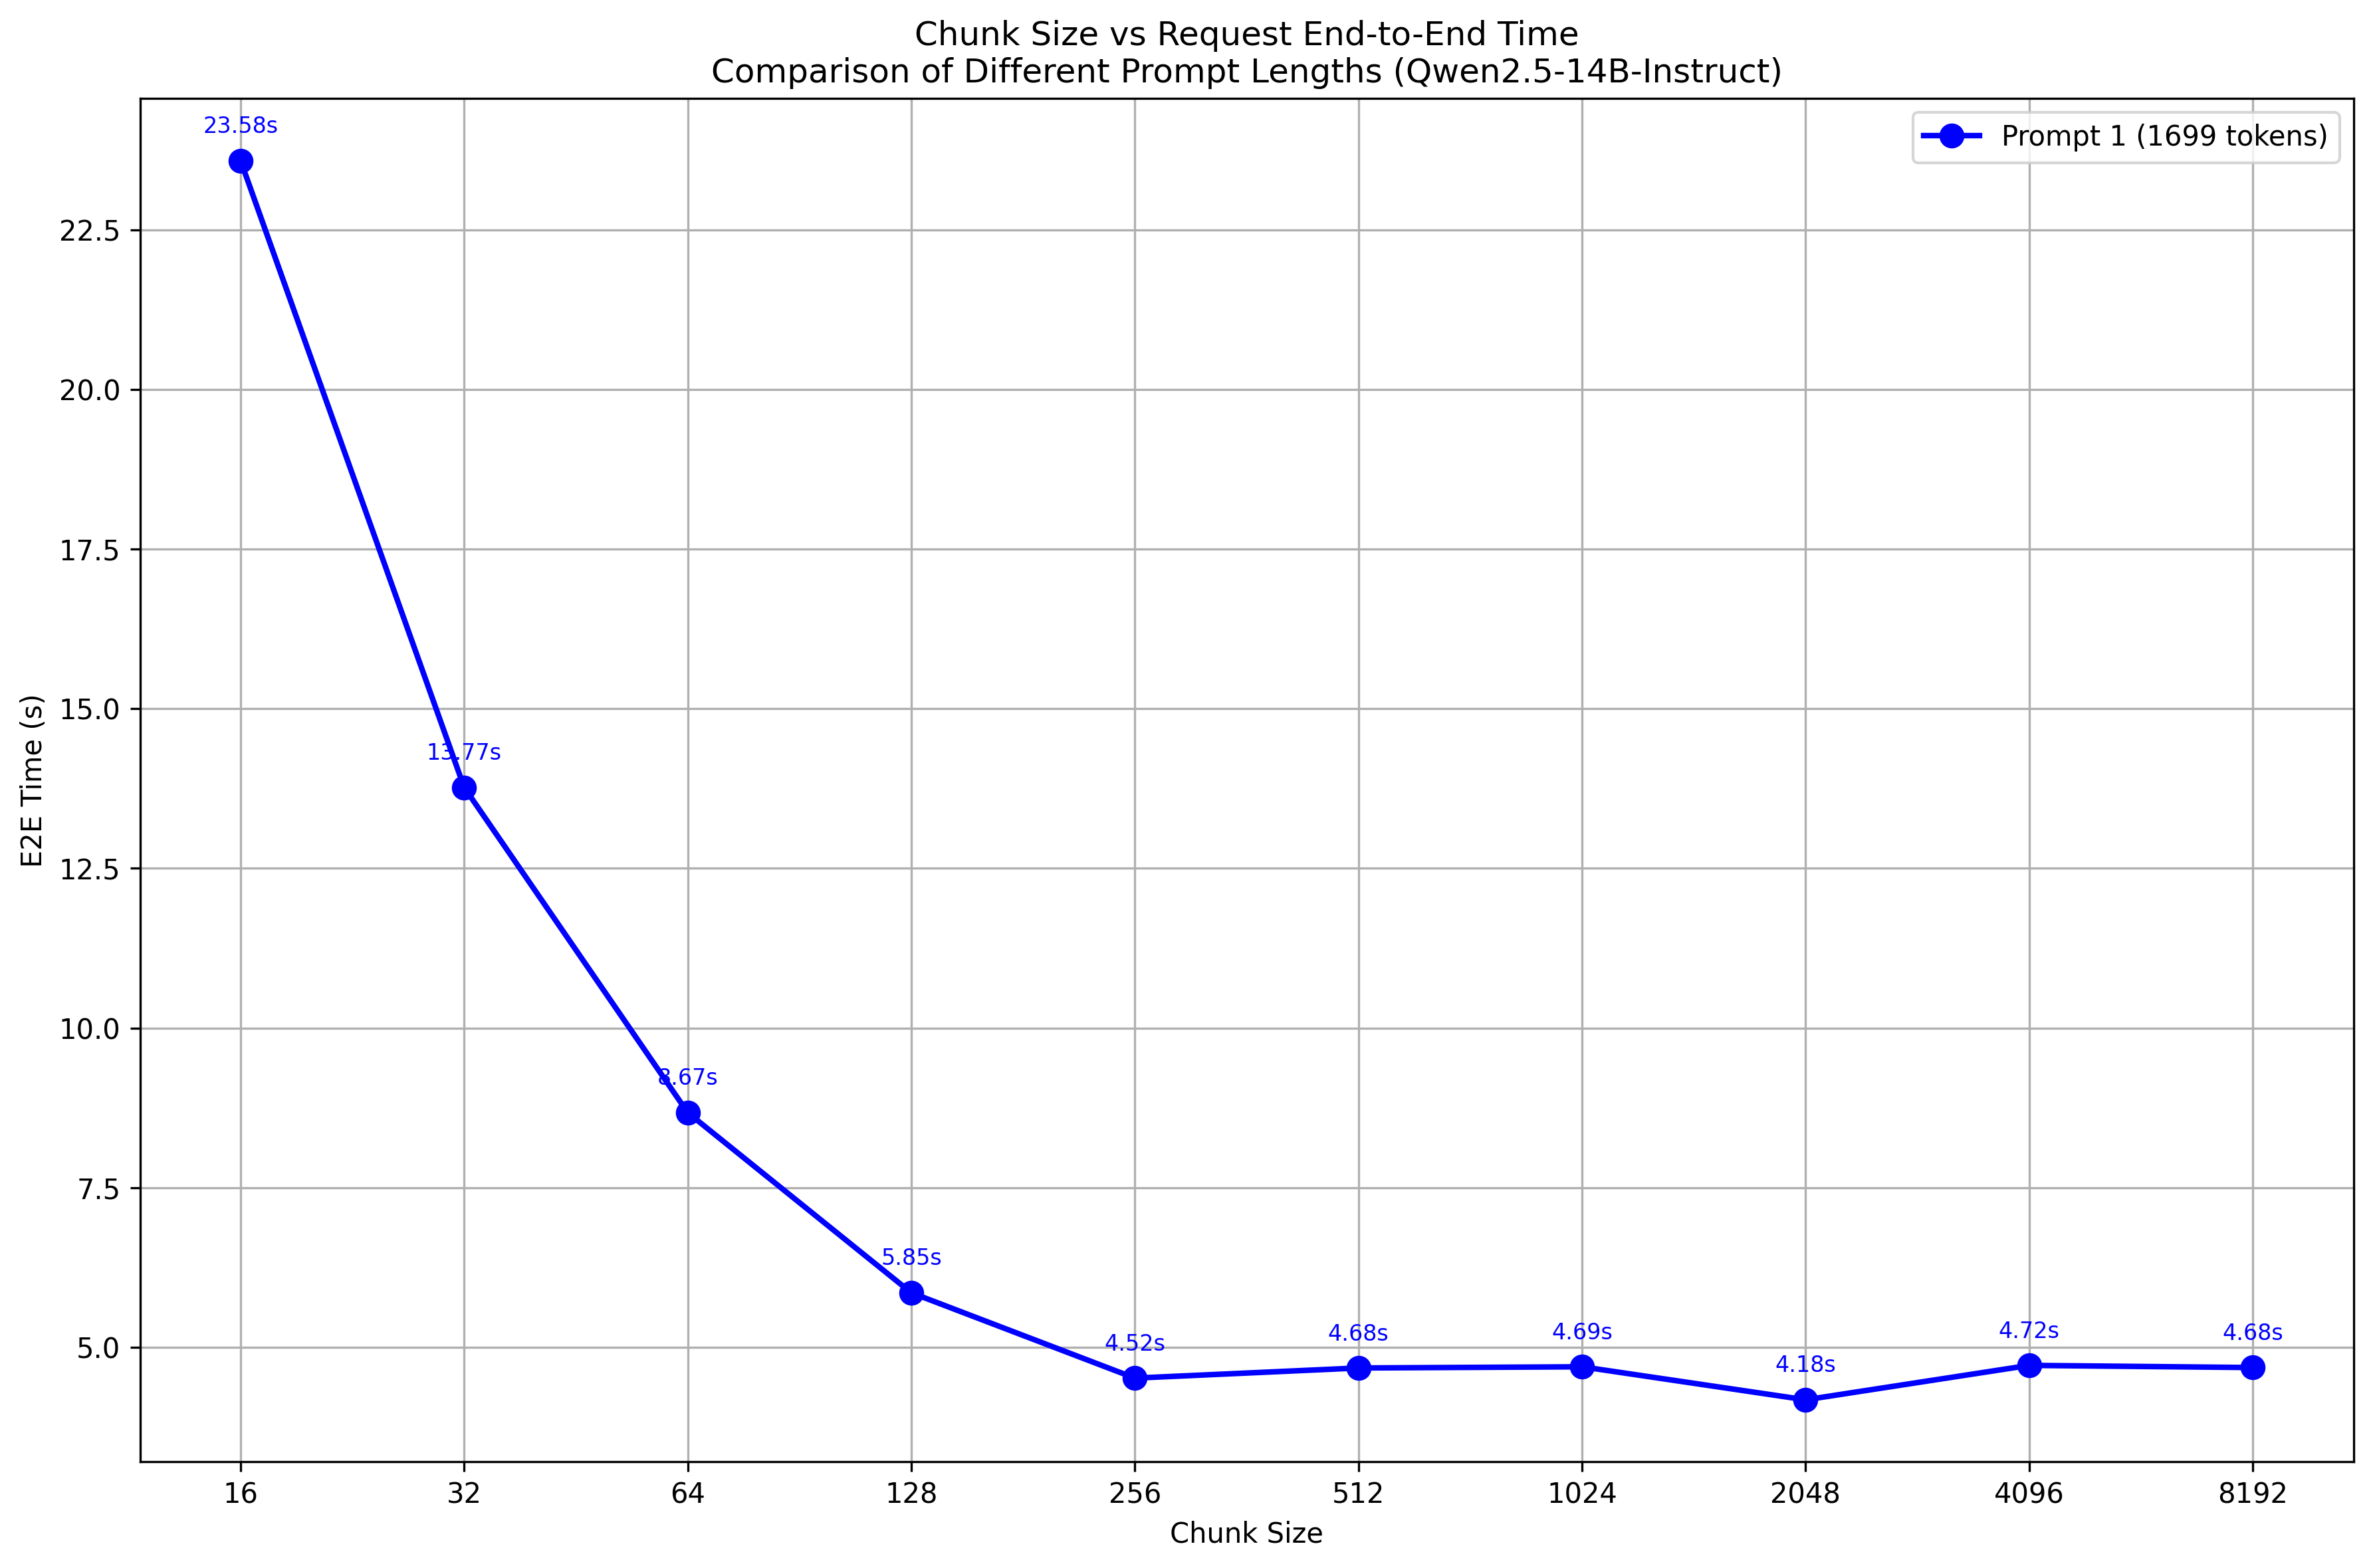 Chunk Size vs Request End-to-End Time
Comparison of Different Prompt Lengths (Qwen2.5-14B-Instruct)
Prompt 1 (1699 tokens)
E2E Time (s)
22.5
20.0
17.5
15.0
12.5
10.0
7.5
5.0
23.58s
13.77s
8.67s
5.85s
4.52s
4.68s
4.69s
4.18s
4.72s
4.68s
16
32
64
128
256
512
1024
2048
4096
8192
Chunk Size